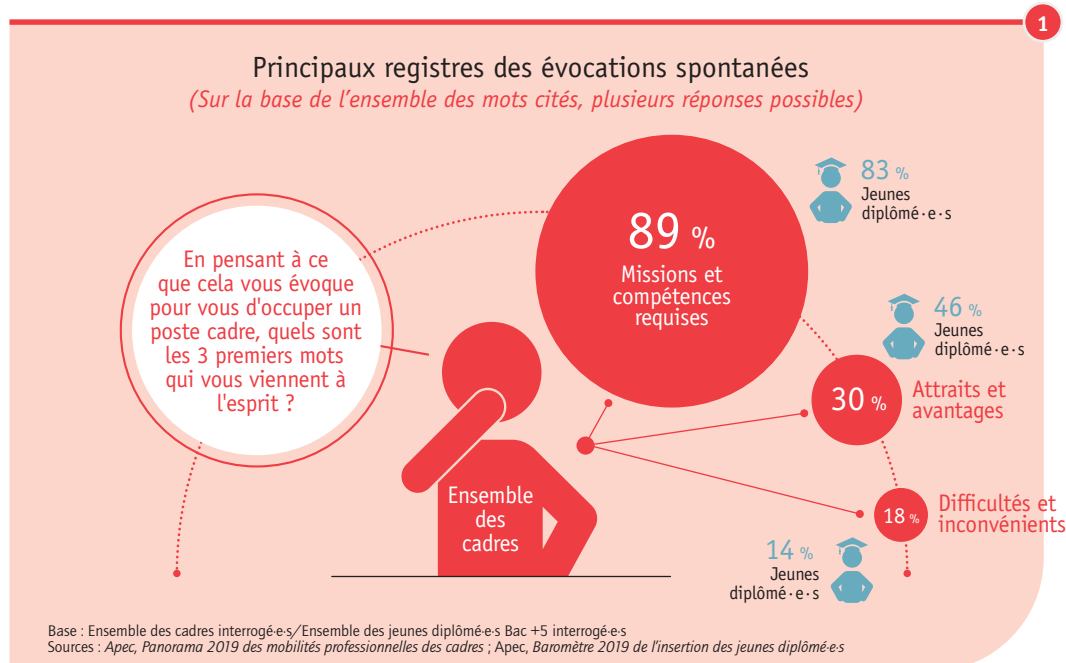 1
Principaux registres des évocations spontanées
(Sur la base de l'ensemble des mots cités, plusieurs réponses possibles)
En pensant à ce
que cela vous évoque
pour vous d'occuper un
poste cadre, quels sont
les 3 premiers mots
qui vous viennent à
l'esprit ?
89 %
Missions et
compétences
requises
83 %
Jeunes
diplômé·e·s
46 %
Jeunes
diplômé·e·s
30 %
Attraits et
avantages
Ensemble
des
cadres
18 %
Difficultés et
inconvénients
14 %
Jeunes
diplômé·e·s
Base : Ensemble des cadres interrogé·e·s/Ensemble des jeunes diplômé·e·s Bac +5 interrogé·e·s
Sources : Apec, Panorama 2019 des mobilités professionnelles des cadres ; Apec, Baromètre 2019 de l'insertion des jeunes diplômé·e·s